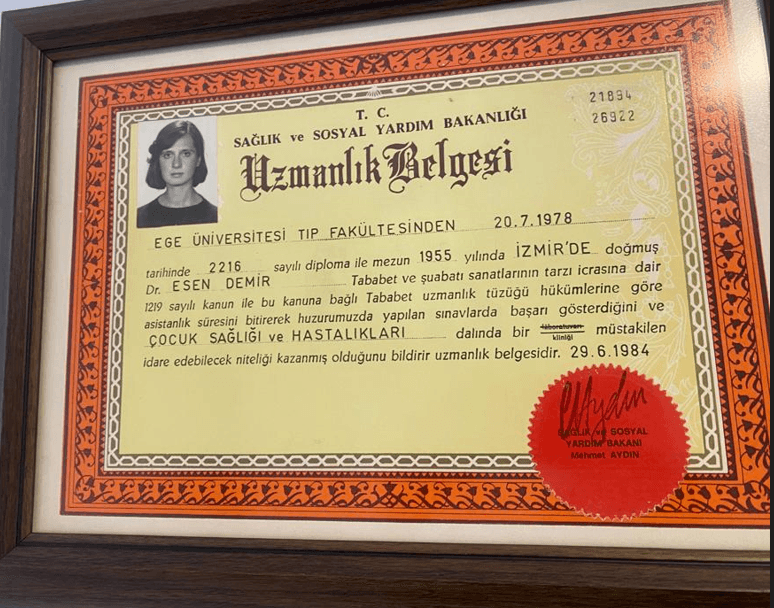 21894
26922
T. C.
SAĞLIK ve SOSYAL YARDIM BAKANLIĞI
Uzmanlık Belgesi
EGE ÜNİVERSİTESİ TIP FAKÜLTESİNDEN 20.7.1978
tarihinde 2216 sayılı diploma ile mezun 1955 yılında İZMİR'DE doğmuş
Dr. ESEN DEMİR Tababet ve şuabatı sanatlarının tarzı icrasına dair
1219 sayılı kanun ile bu kanuna bağlı Tababet uzmanlık tüzüğü hükümlerine göre
asistanlık süresini bitirerek huzurumuzda yapılan sınavlarda başarı gösterdiğini ve
ÇOCUK SAĞLIĞI ve HASTALIKLARI dalında bir laboratuvarı kliniği müstakilen
idare edebilecek niteliği kazanmış olduğunu bildirir uzmanlık belgesidir. 29.6.1984
SAĞLIK ve SOSYAL
YARDIM BAKANI
Mehmet AYDIN